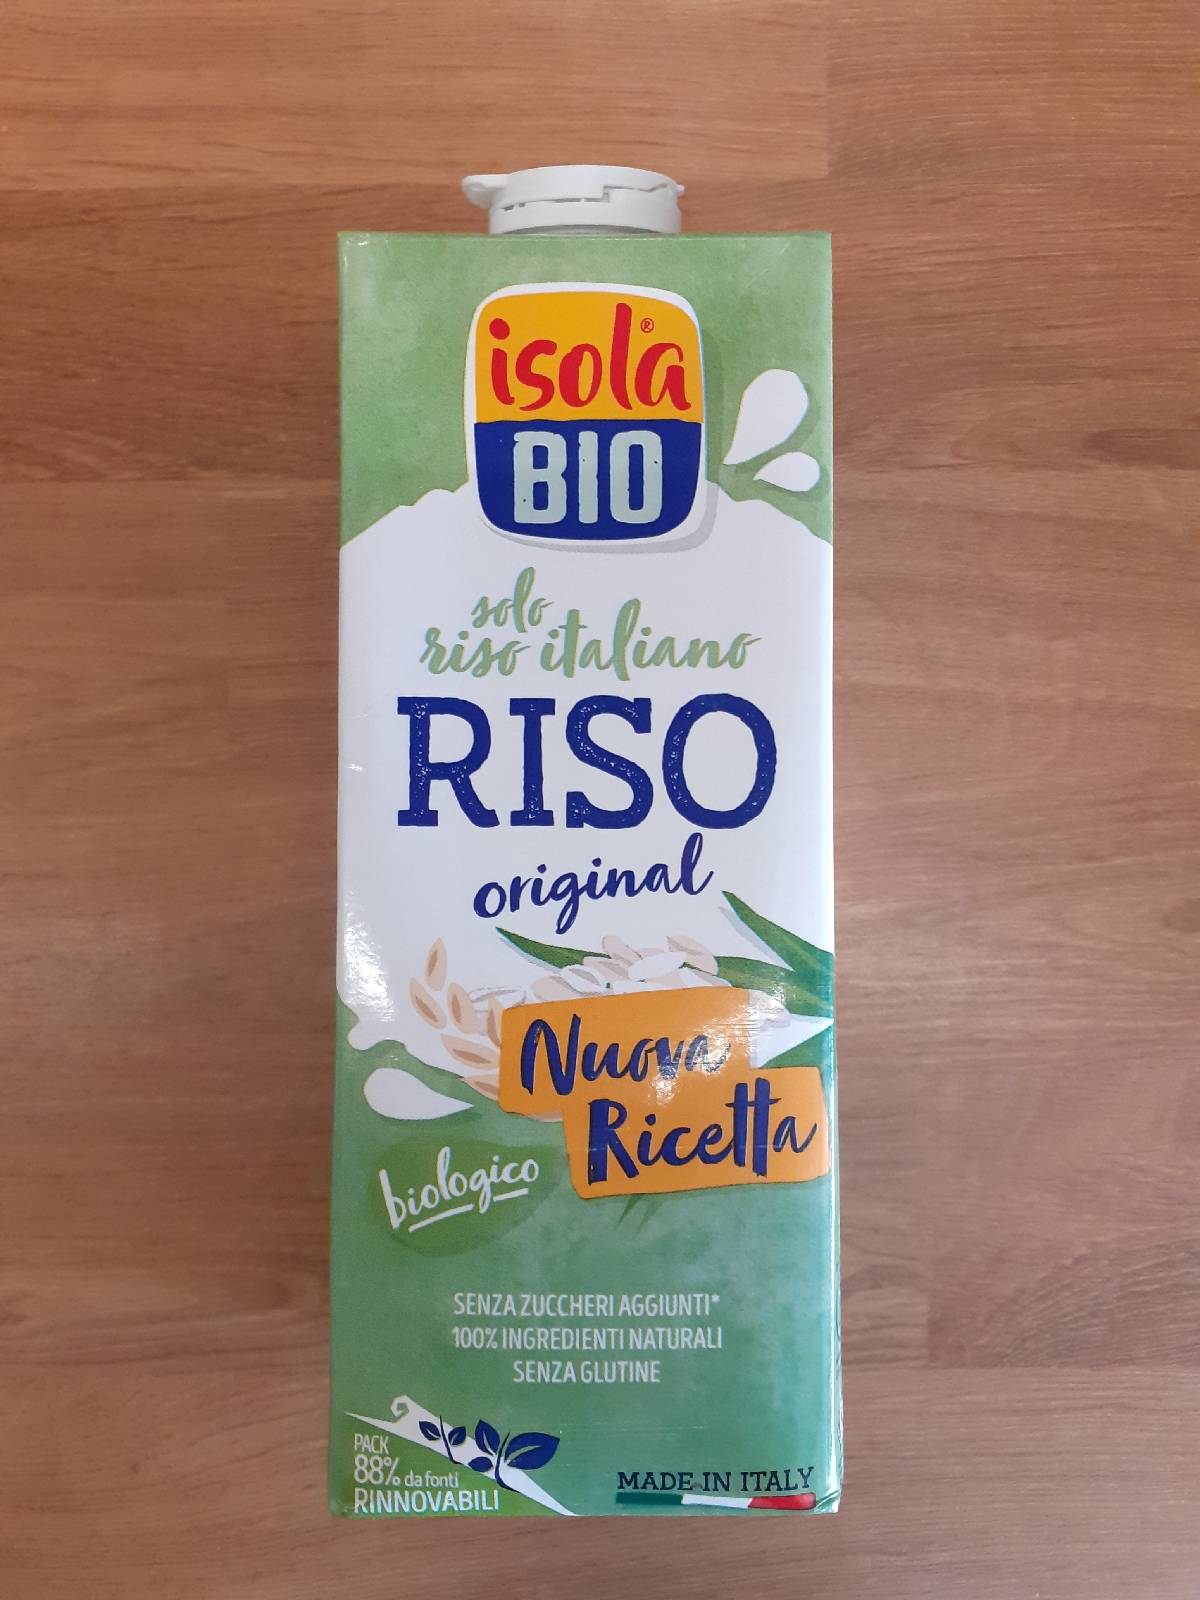 isola®
BIO
solo
riso italiano
RISO
original
Nuova
Ricetta
biologico
SENZA ZUCCHERI AGGIUNTI*
100% INGREDIENTI NATURALI
SENZA GLUTINE
PACK
88% da fonti
RINNOVABILI
MADE IN ITALY